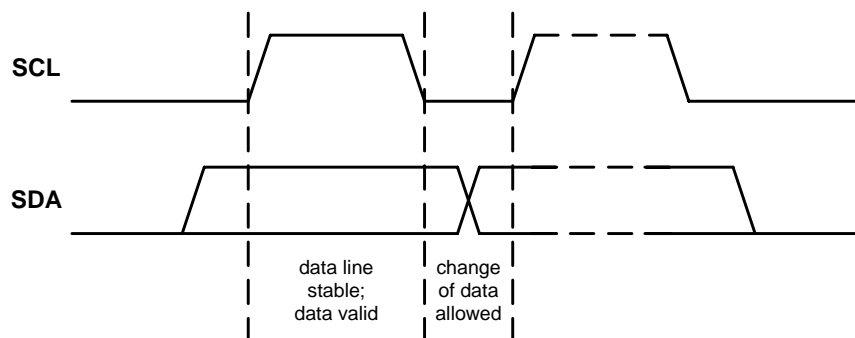 SCL
SDA
data line
stable;
data valid
change
of data
allowed